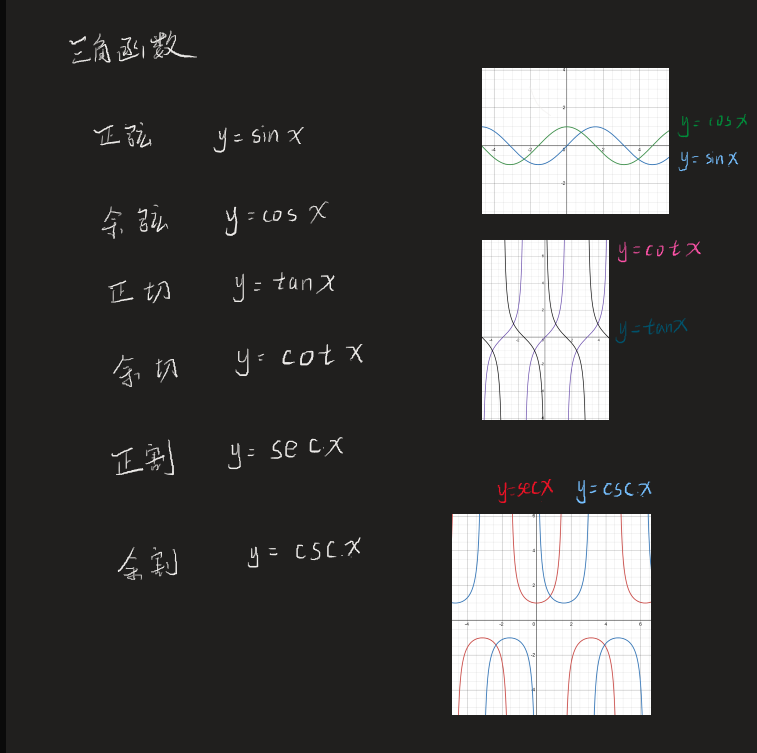 三角函数
正弦 y=sin x
余弦 y=cos x
正切 y=tan x
余切 y=cot x
正割 y=sec x
余割 y=csc x
y=cos x
y=sin x
y=cot x
y=tan x
y=sec x y=csc x